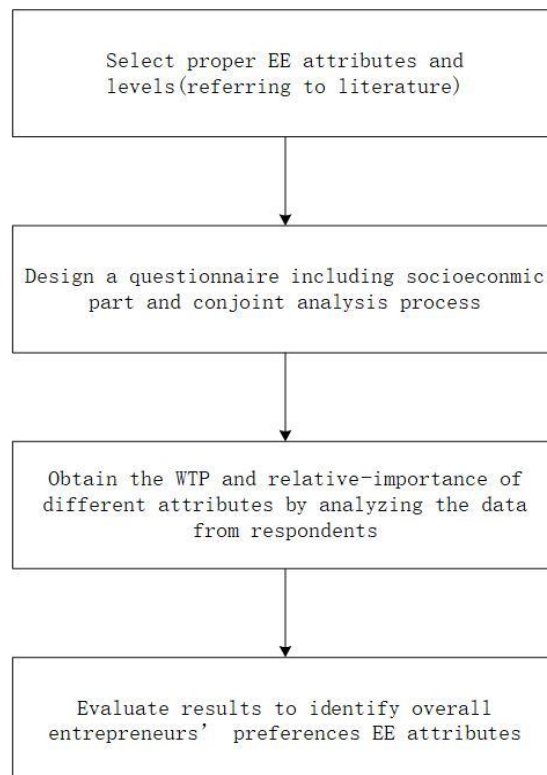 Select proper EE attributes and
levels(referring to literature)
Design a questionnaire including socioeconmic
part and conjoint analysis process
Obtain the WTP and relative-importance of
different attributes by analyzing the data
from respondents
Evaluate results to identify overall
entrepreneurs’ preferences EE attributes